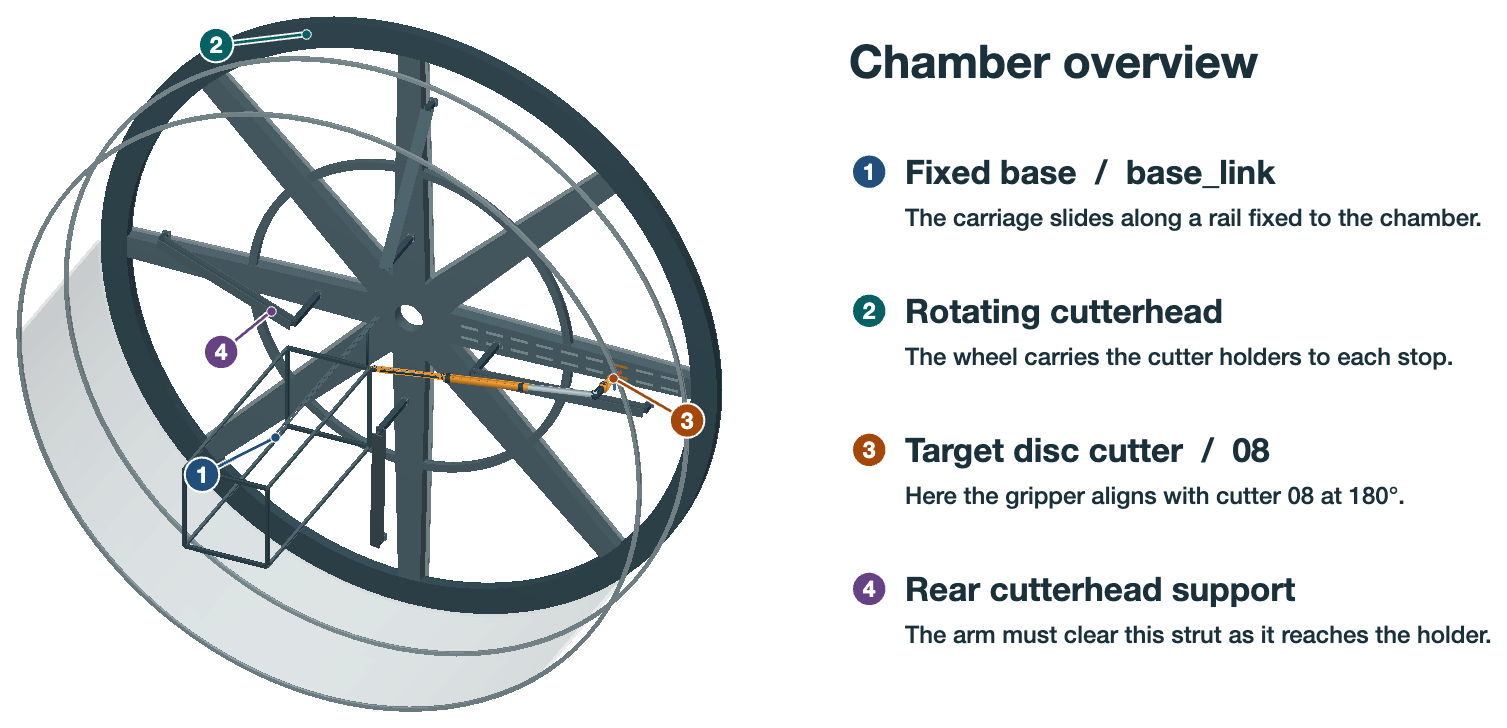 Chamber overview
1 Fixed base / base_link
The carriage slides along a rail fixed to the chamber.
2 Rotating cutterhead
The wheel carries the cutter holders to each stop.
3 Target disc cutter / 08
Here the gripper aligns with cutter 08 at 180°.
4 Rear cutterhead support
The arm must clear this strut as it reaches the holder.
2
4
3
1